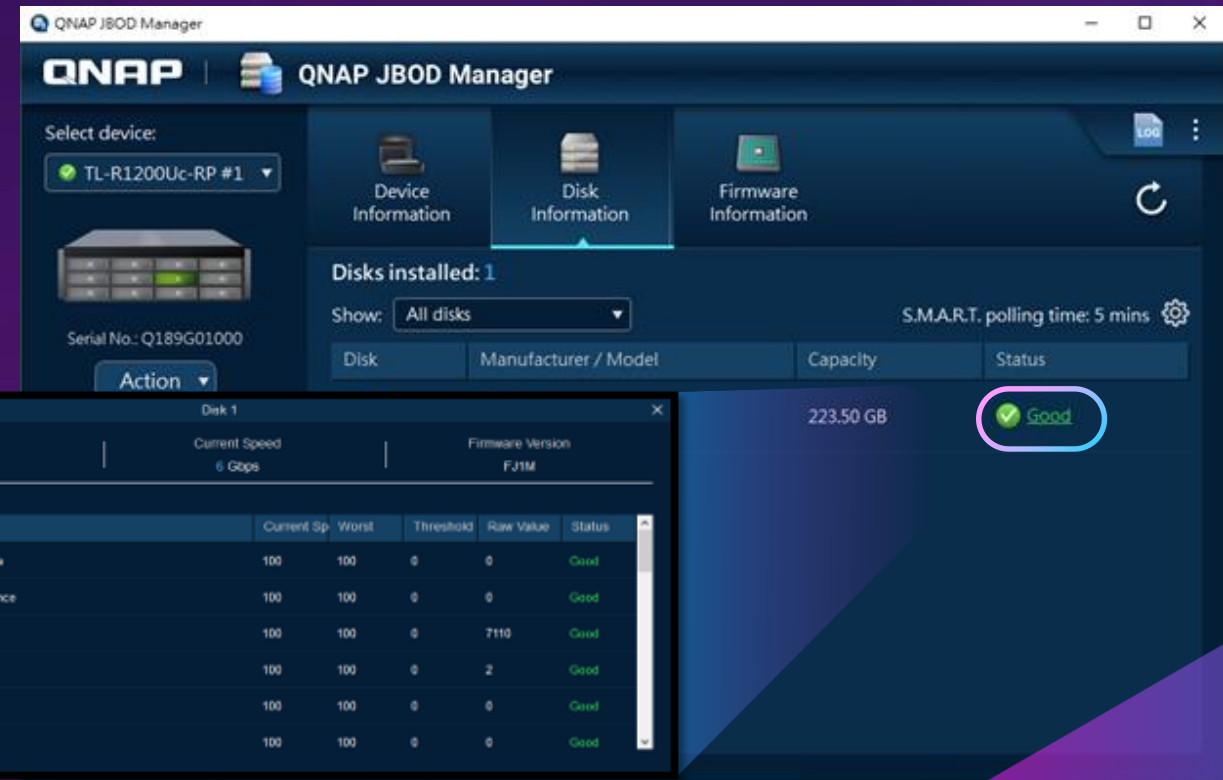 QNAP JBOD Manager
QNAP | QNAP JBOD Manager
Select device:
TL-R1200Uc-RP #1
Device Information
Disk Information
Firmware Information
LOG
Serial No.: Q189G01000
Action
Disks installed: 1
Show: All disks
S.M.A.R.T. polling time: 5 mins
Disk Manufacturer / Model Capacity Status
223.50 GB Good
Disk 1
Current Speed Firmware Version
6 Gbps FJ1M
Current Sp Worst Threshold Raw Value Status
100 100 0 0 Good
nce 100 100 0 0 Good
100 100 0 7110 Good
100 100 0 2 Good
100 100 0 0 Good
100 100 0 0 Good